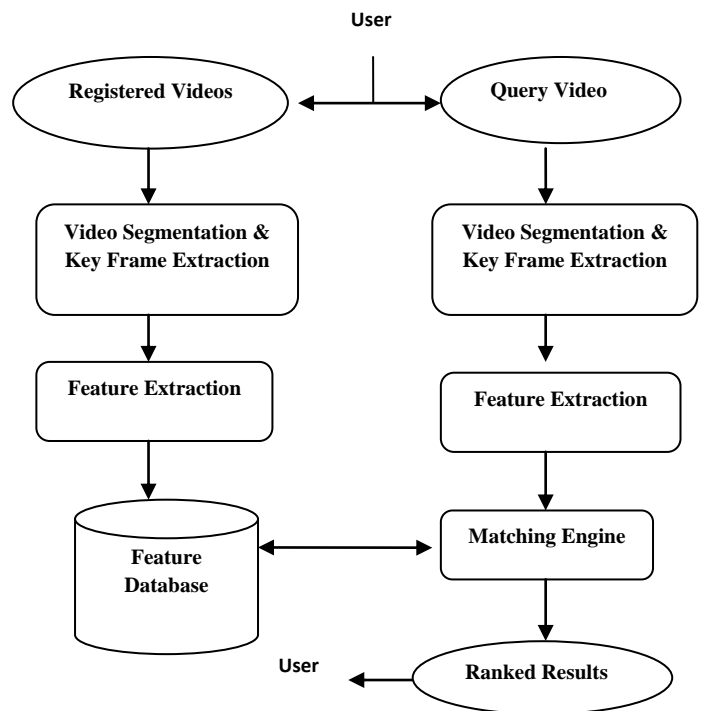 User
Registered Videos
Query Video
Video Segmentation &
Key Frame Extraction
Video Segmentation &
Key Frame Extraction
Feature Extraction
Feature Extraction
Feature
Database
Matching Engine
User
Ranked Results